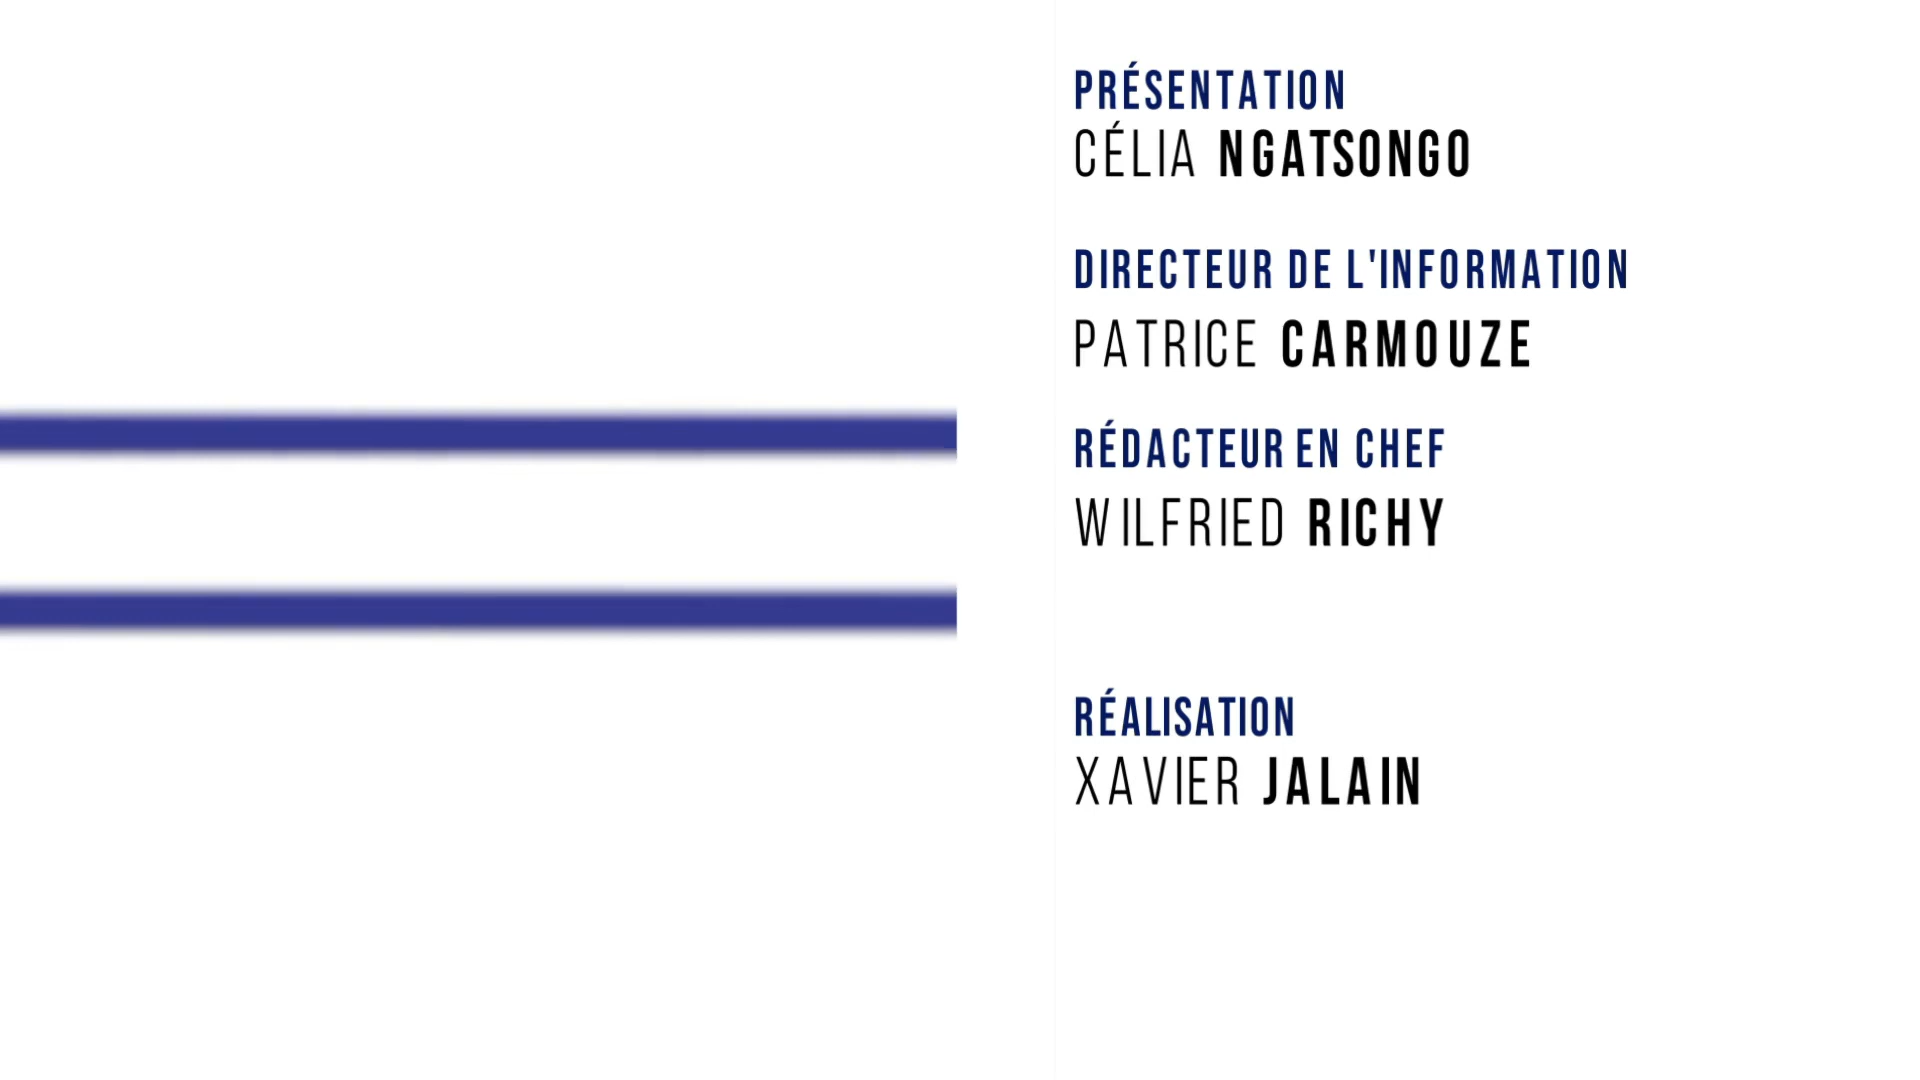 PRÉSENTATION
CÉLIA NGATSONGO
DIRECTEUR DE L'INFORMATION
PATRICE CARMOUZE
RÉDACTEUR EN CHEF
WILFRIED RICHY
RÉALISATION
XAVIER JALAIN